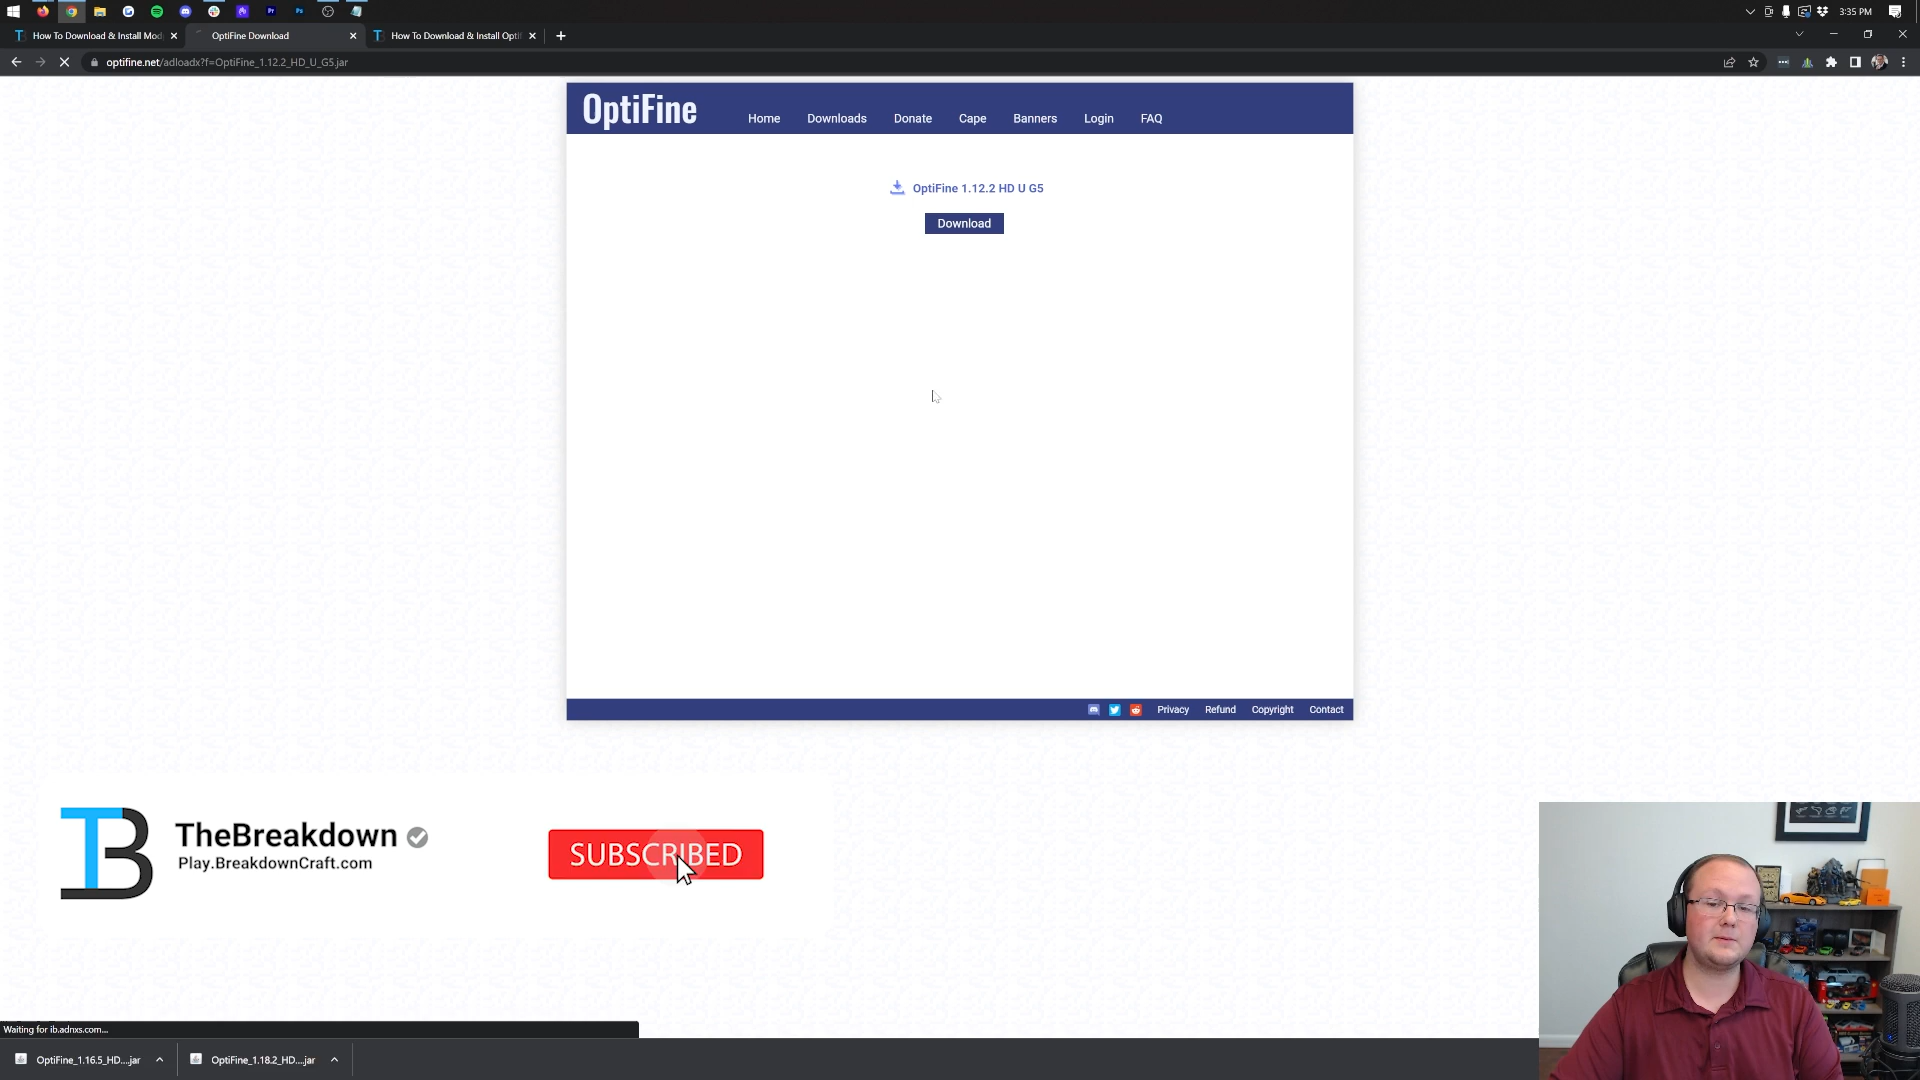 3:35 PM
How To Download & Install Mod
OptiFine Download
How To Download & Install Opti
optifine.net/adloadx?f=OptiFine_1.12.2_HD_U_G5.jar
OptiFine
Home
Downloads
Donate
Cape
Banners
Login
FAQ
OptiFine 1.12.2 HD U G5
Download
Privacy
Refund
Copyright
Contact
TB
TheBreakdown
Play.BreakdownCraft.com
SUBSCRIBED
Waiting for ib.adnxs.com...
OptiFine_1.16.5_HD....jar
OptiFine_1.18.2_HD....jar